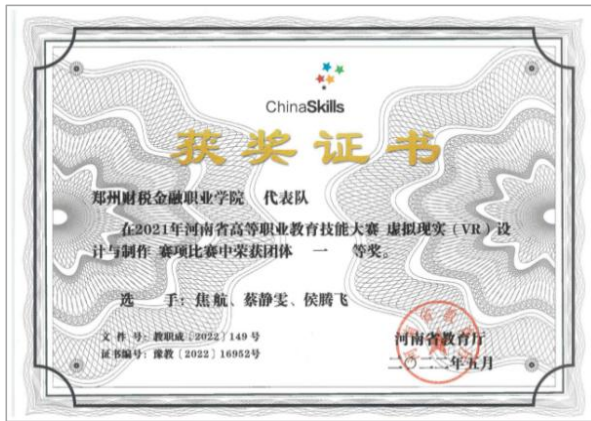 ChinaSkills
获奖证书
郑州财税金融职业学院 代表队
在2021年河南省高等职业教育技能大赛 虚拟现实（VR）设
计与制作 赛项比赛中荣获团体 一 等奖。
选 手：焦航、蔡静雯、侯腾飞
文 件 号：教职成〔2022〕149 号
证书编号：豫教〔2022〕16952号
河南省教育厅
二〇二二年五月